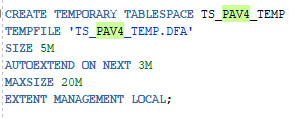 CREATE TEMPORARY TABLESPACE TS_PAV4_TEMP
TEMPFILE 'TS_PAV4_TEMP.DFA'
SIZE 5M
AUTOEXTEND ON NEXT 3M
MAXSIZE 20M
EXTENT MANAGEMENT LOCAL;